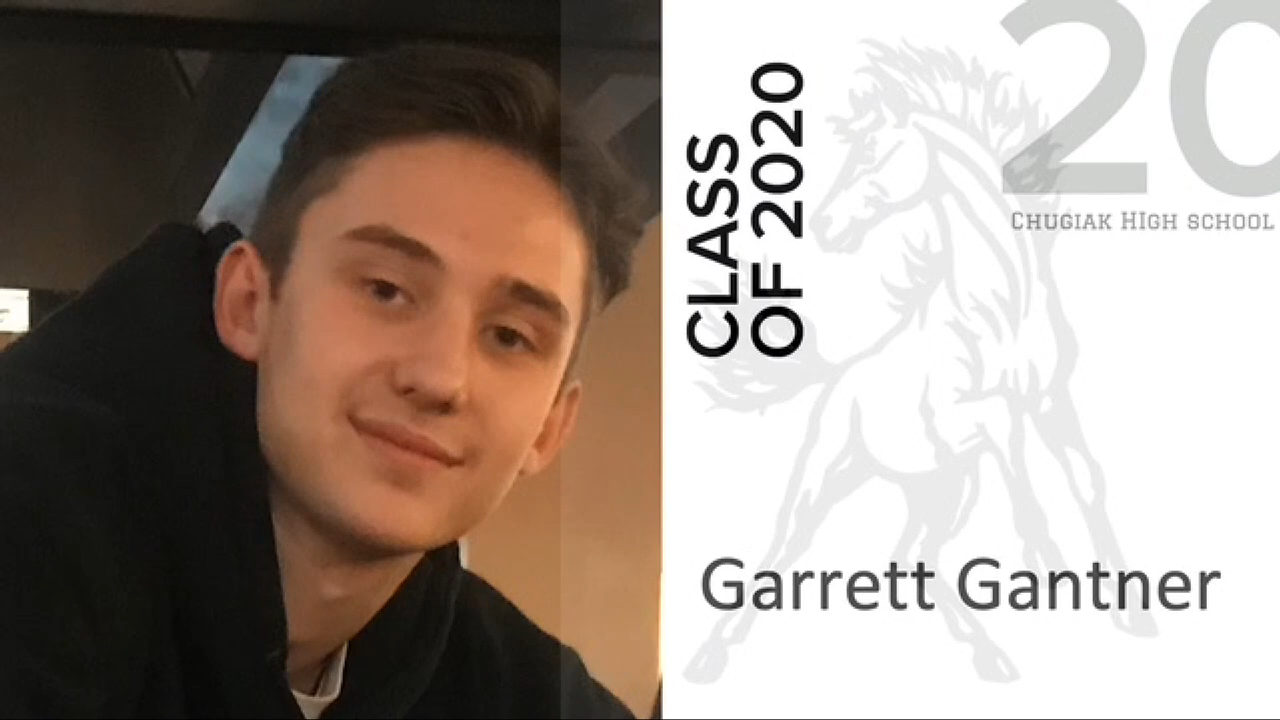 CLASS
OF 2020
20
CHUGIAK HIGH SCHOOL
Garrett Gantner